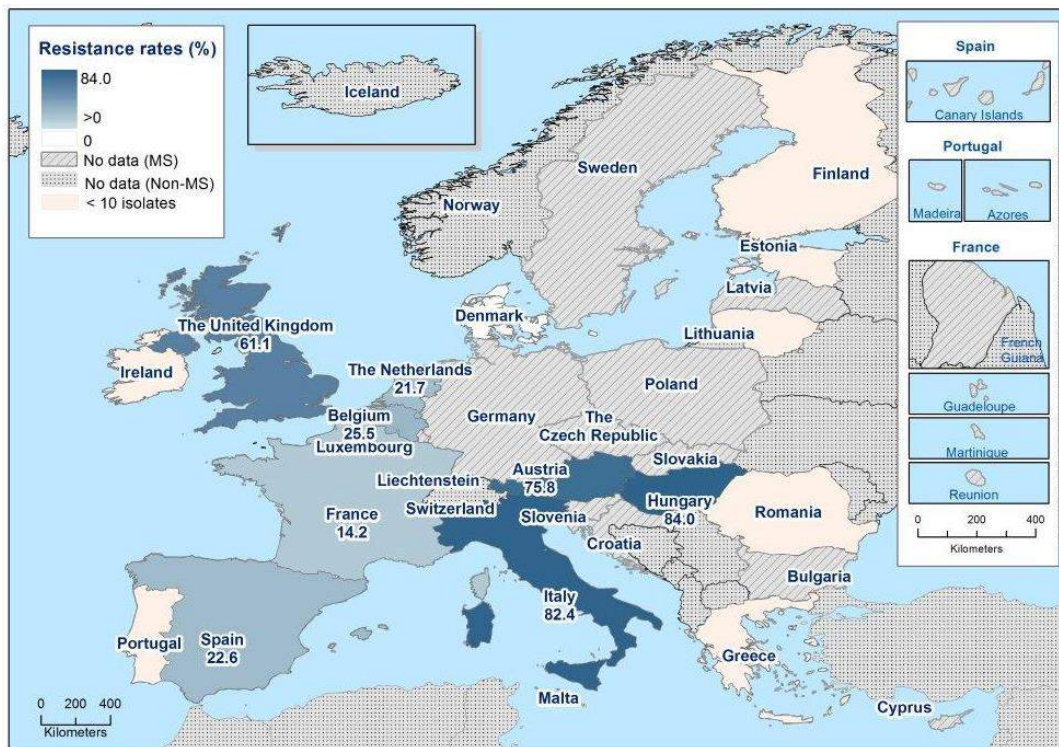 Resistance rates (%)
84.0
>0
0
No data (MS)
No data (Non-MS)
< 10 isolates
Iceland
Spain
Canary Islands
Portugal
Madeira
Azores
France
French
Guiana
Guadeloupe
Martinique
Reunion
0 200 400
Kilometers
Norway
Sweden
Finland
Estonia
Latvia
Lithuania
Denmark
The United Kingdom
61.1
Ireland
The Netherlands
21.7
Belgium
25.5
Luxembourg
Germany
Poland
The
Czech Republic
Slovakia
Austria
75.8
Liechtenstein
Switzerland
Hungary
84.0
Romania
Slovenia
Croatia
France
14.2
Bulgaria
Italy
82.4
Portugal
Spain
22.6
Greece
Malta
Cyprus
0 200 400
Kilometers